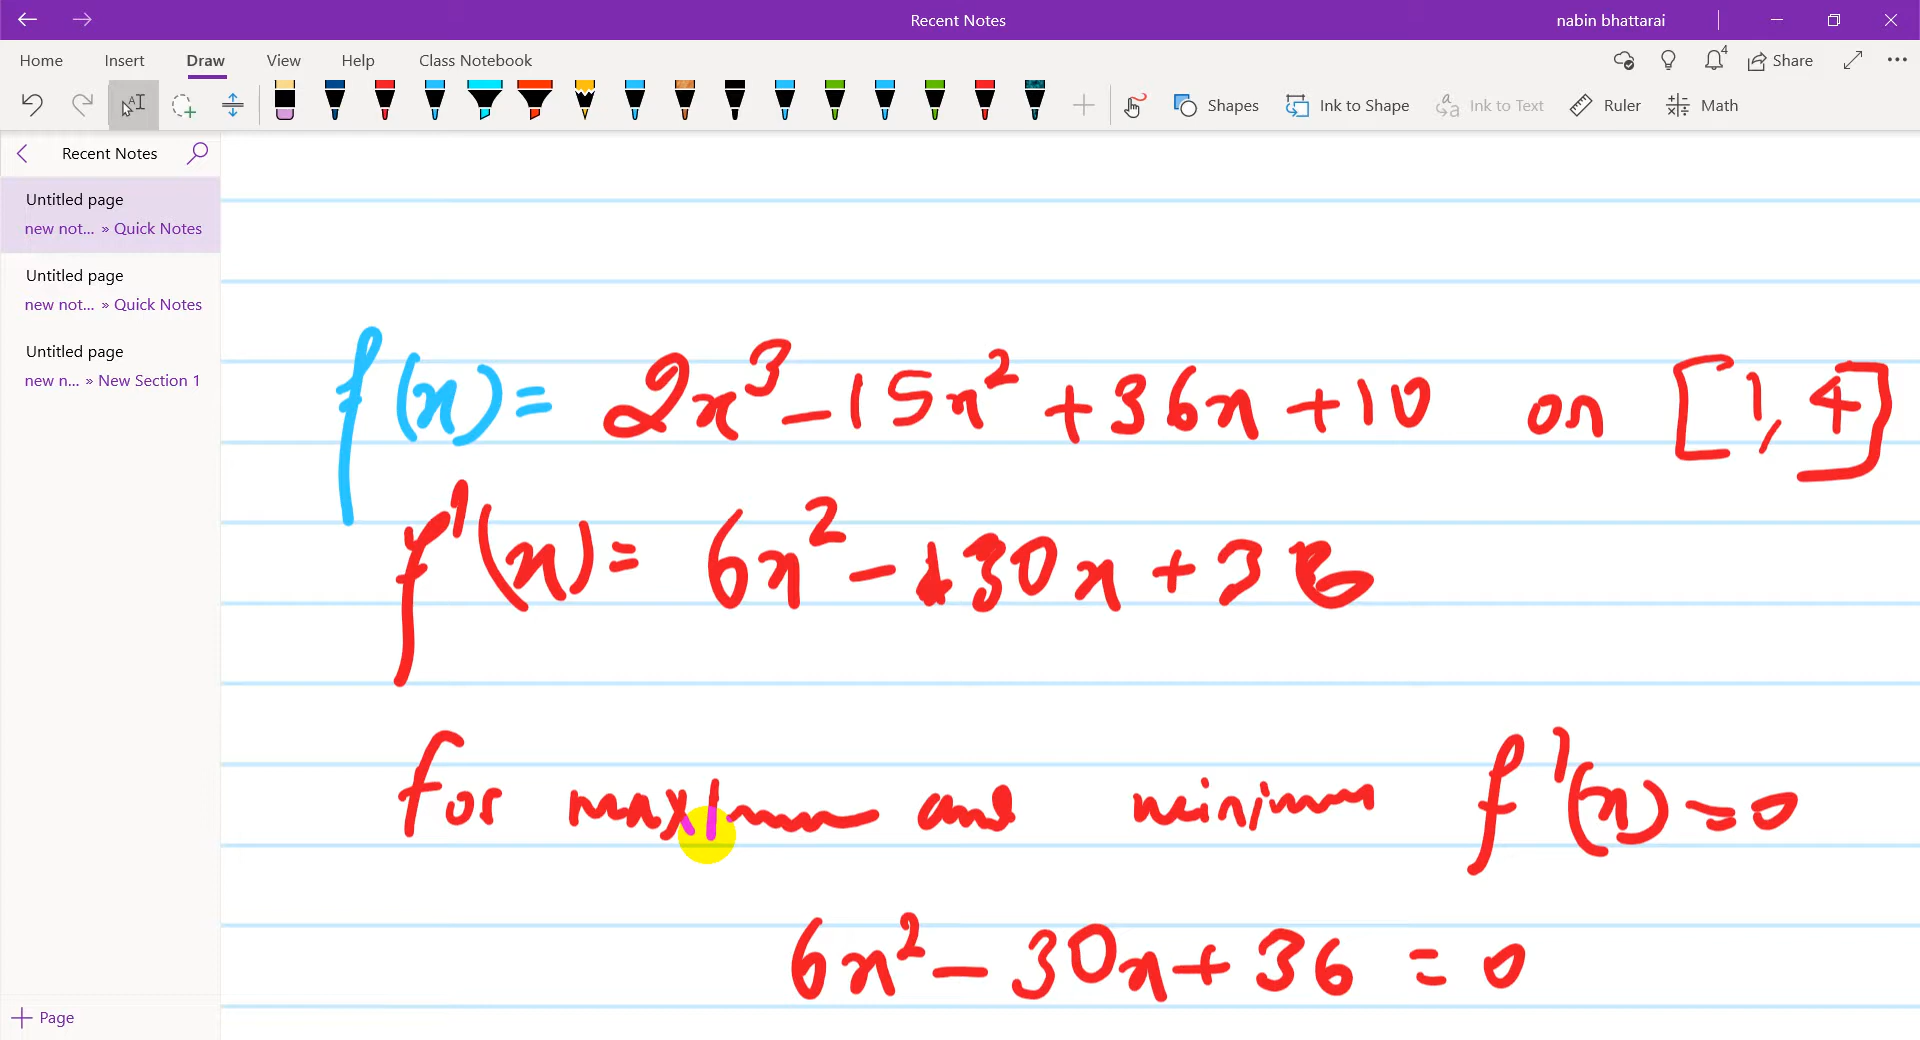 Recent Notes
nabin bhattarai
Home Insert Draw View Help Class Notebook
4
Share
Shapes Ink to Shape Ink to Text Ruler Math
Recent Notes
Untitled page
new not... » Quick Notes
Untitled page
new not... » Quick Notes
Untitled page
new n... » New Section 1
f(x) = 2x³ - 15x² + 36x + 10 on [1, 4]
f'(x) = 6x² - 30x + 36
for maximum and minimum f'(x) = 0
6x² - 30x + 36 = 0
Page